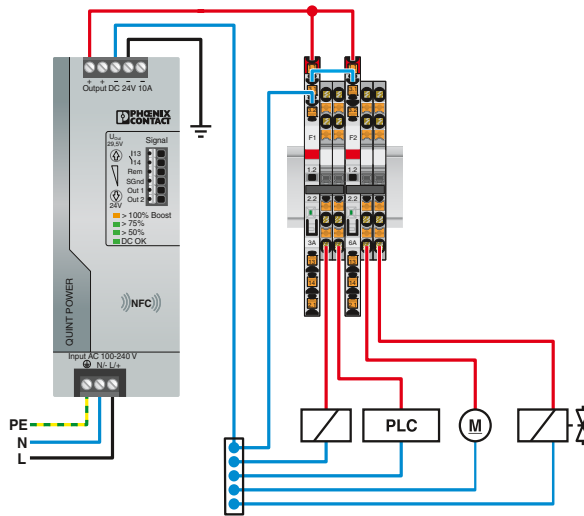 + + − − −
Output DC 24V 10A
PHŒNIX
CONTACT
UOut
29,5V
Signal
13
14
Rem
SGnd
Out 1
Out 2
24V
> 100% Boost
> 75%
> 50%
DC OK
QUINT POWER
NFC
Input AC 100-240 V
N/- L/+
PE
N
L
F1
F2
1.2
1.2
2.2
2.2
3A
6A
PLC
M